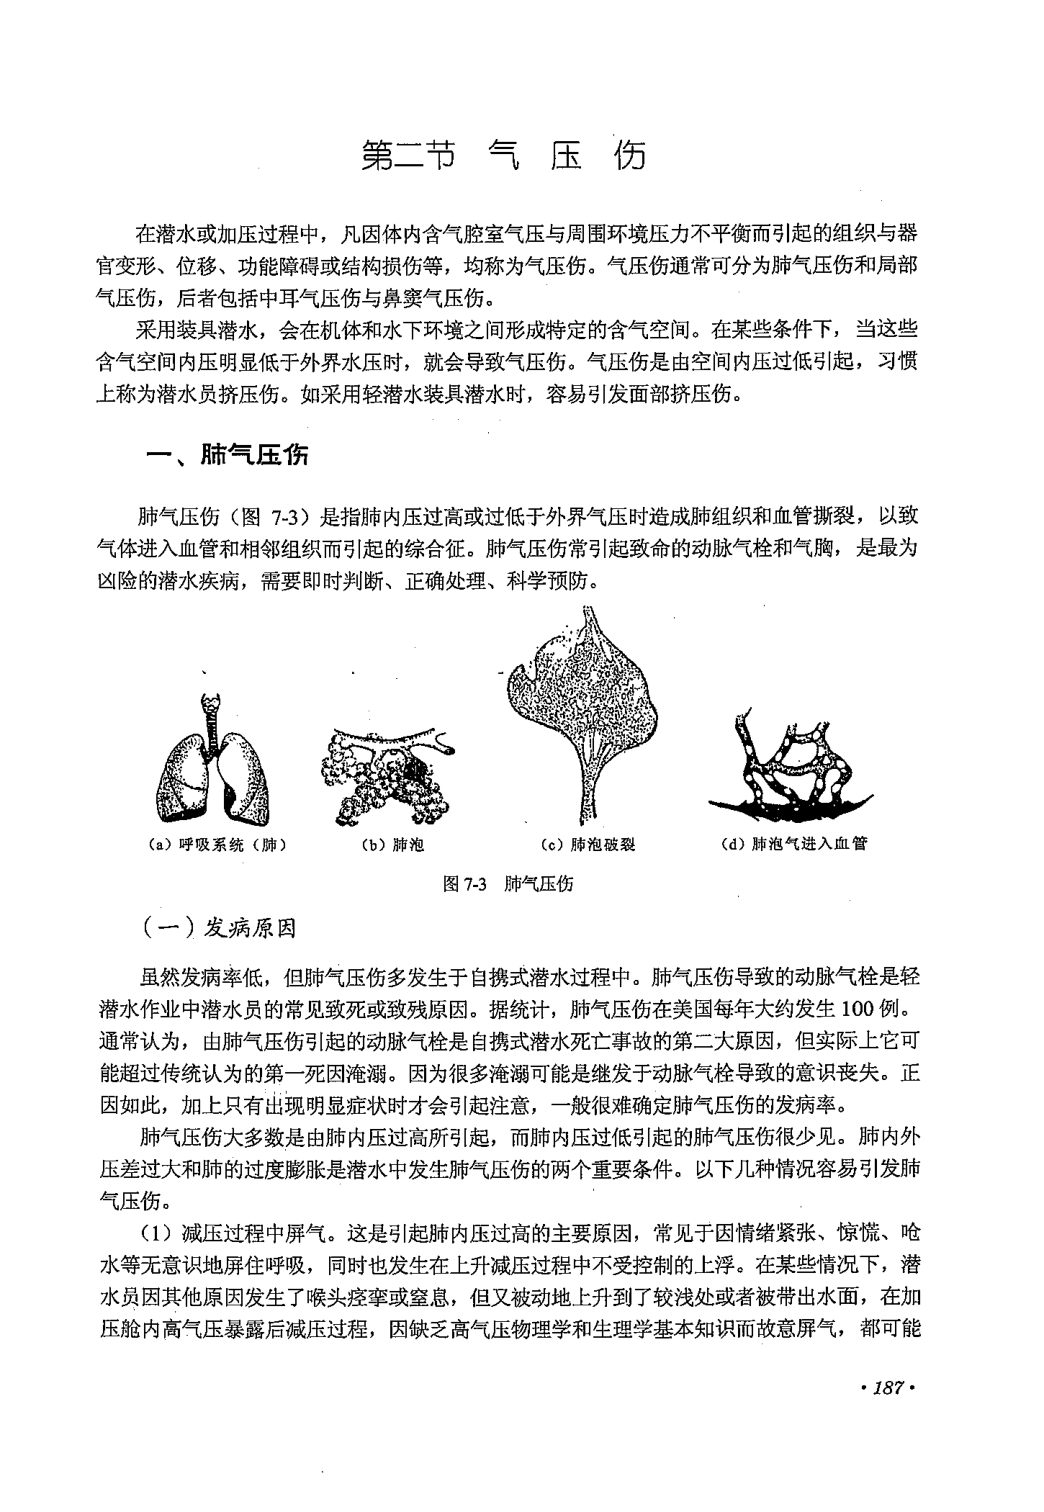 第二节 气 压 伤
在潜水或加压过程中，凡因体内含气腔室气压与周围环境压力不平衡而引起的组织与器
官变形、位移、功能障碍或结构损伤等，均称为气压伤。气压伤通常可分为肺气压伤和局部
气压伤，后者包括中耳气压伤与鼻窦气压伤。
采用装具潜水，会在机体和水下环境之间形成特定的含气空间。在某些条件下，当这些
含气空间内压明显低于外界水压时，就会导致气压伤。气压伤是由空间内压过低引起，习惯
上称为潜水员挤压伤。如采用轻潜水装具潜水时，容易引发面部挤压伤。
一、肺气压伤
肺气压伤（图 7-3）是指肺内压过高或过低于外界气压时造成肺组织和血管撕裂，以致
气体进入血管和相邻组织而引起的综合征。肺气压伤常引起致命的动脉气栓和气胸，是最为
凶险的潜水疾病，需要即时判断、正确处理、科学预防。
（a）呼吸系统（肺） （b）肺泡 （c）肺泡破裂 （d）肺泡气进入血管
图 7-3 肺气压伤
（一）发病原因
虽然发病率低，但肺气压伤多发生于自携式潜水过程中。肺气压伤导致的动脉气栓是轻
潜水作业中潜水员的常见致死或致残原因。据统计，肺气压伤在美国每年大约发生 100 例。
通常认为，由肺气压伤引起的动脉气栓是自携式潜水死亡事故的第二大原因，但实际上它可
能超过传统认为的第一死因淹溺。因为很多淹溺可能是继发于动脉气栓导致的意识丧失。正
因如此，加上只有出现明显症状时才会引起注意，一般很难确定肺气压伤的发病率。
肺气压伤大多数是由肺内压过高所引起，而肺内压过低引起的肺气压伤很少见。肺内外
压差过大和肺的过度膨胀是潜水中发生肺气压伤的两个重要条件。以下几种情况容易引发肺
气压伤。
（1）减压过程中屏气。这是引起肺内压过高的主要原因，常见于因情绪紧张、惊慌、呛
水等无意识地屏住呼吸，同时也发生在上升减压过程中不受控制的上浮。在某些情况下，潜
水员因其他原因发生了喉头痉挛或窒息，但又被动地上升到了较浅处或者被带出水面，在加
压舱内高气压暴露后减压过程，因缺乏高气压物理学和生理学基本知识而故意屏气，都可能
·187·